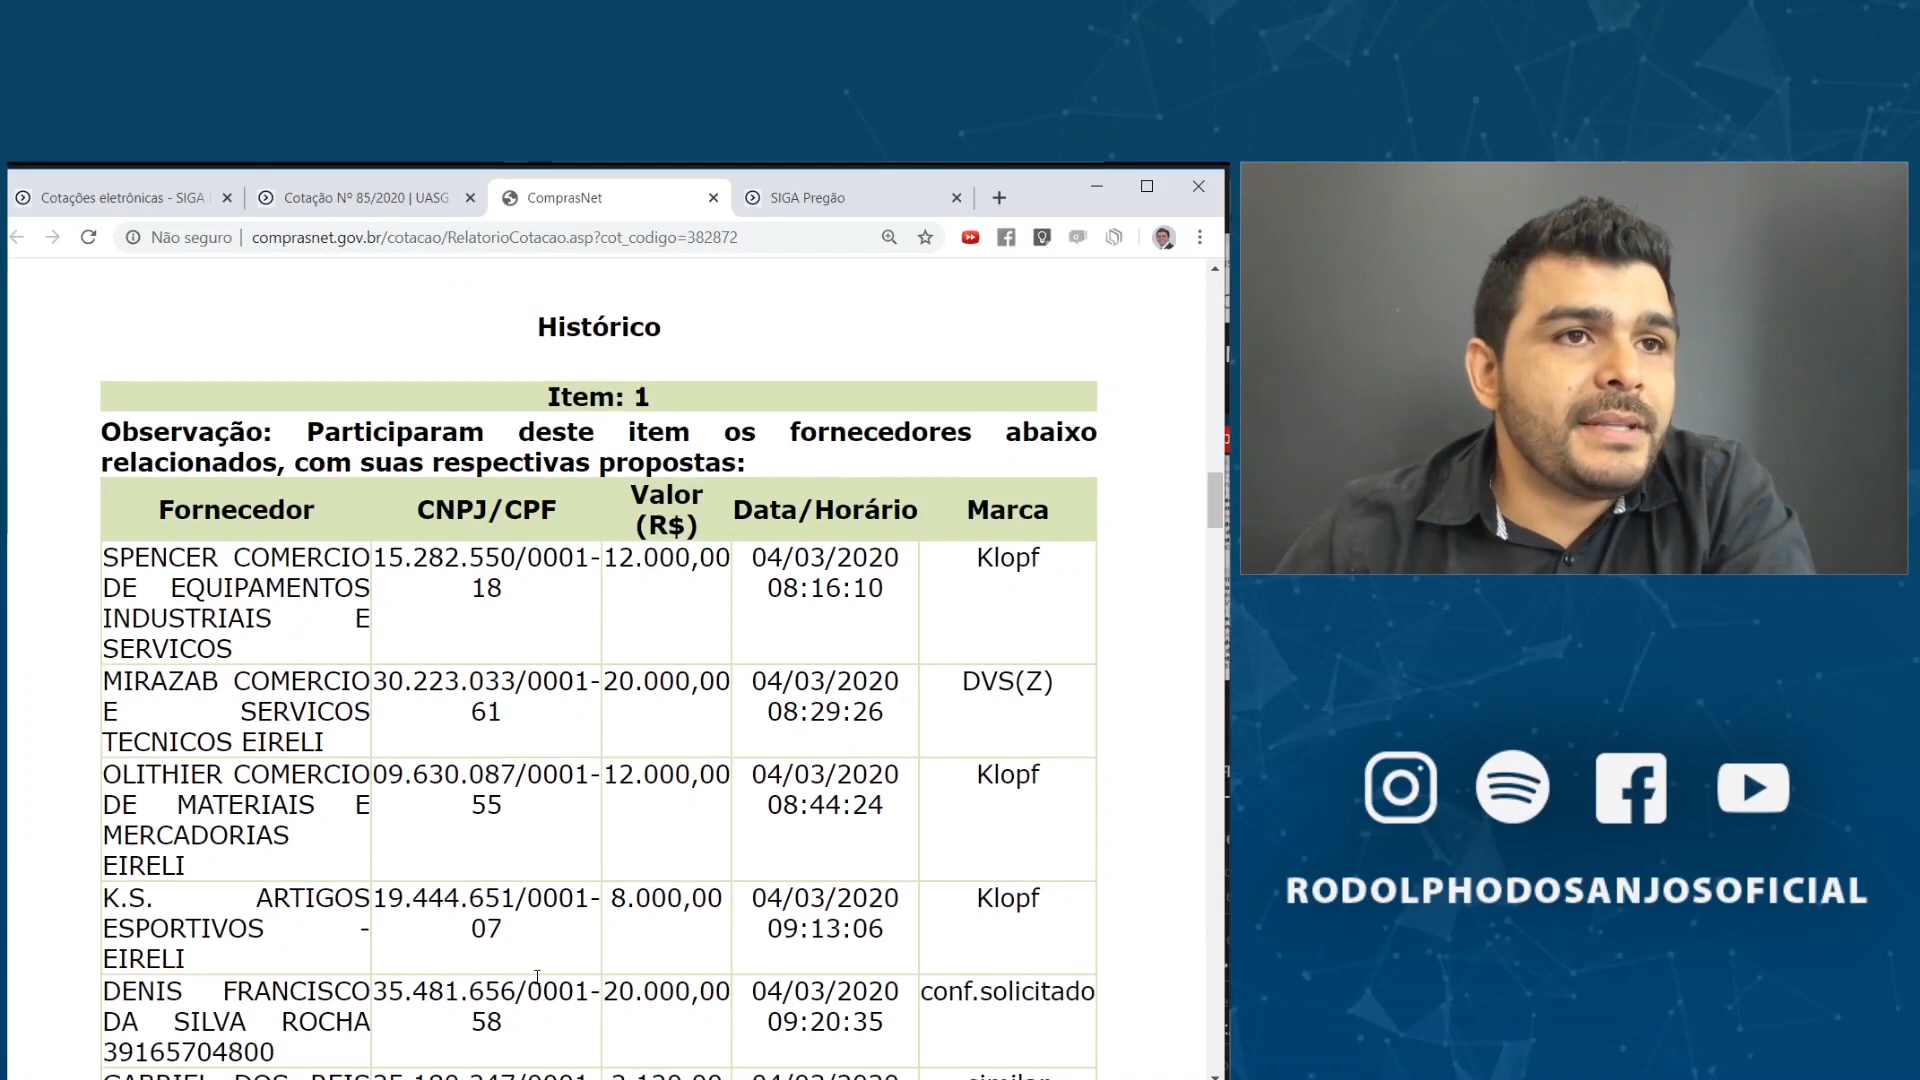 Cotações eletrônicas - SIGA
Cotação Nº 85/2020 | UASG
ComprasNet
SIGA Pregão
Não seguro
comprasnet.gov.br/cotacao/RelatorioCotacao.asp?cot_codigo=382872
Histórico
Item: 1
Observação: Participaram deste item os fornecedores abaixo
relacionados, com suas respectivas propostas:
Fornecedor CNPJ/CPF Valor (R$) Data/Horário Marca
SPENCER COMERCIO 15.282.550/0001- 12.000,00 04/03/2020 Klopf
DE EQUIPAMENTOS 18 08:16:10
INDUSTRIAIS E
SERVICOS
MIRAZAB COMERCIO 30.223.033/0001- 20.000,00 04/03/2020 DVS(Z)
E SERVICOS 61 08:29:26
TECNICOS EIRELI
OLITHIER COMERCIO 09.630.087/0001- 12.000,00 04/03/2020 Klopf
DE MATERIAIS E 55 08:44:24
MERCADORIAS
EIRELI
K.S. ARTIGOS 19.444.651/0001- 8.000,00 04/03/2020 Klopf
ESPORTIVOS - 07 09:13:06
EIRELI
DENIS FRANCISCO 35.481.656/0001- 20.000,00 04/03/2020 conf.solicitado
DA SILVA ROCHA 58 09:20:35
39165704800
RODOLPHODOSANJOSOFICIAL